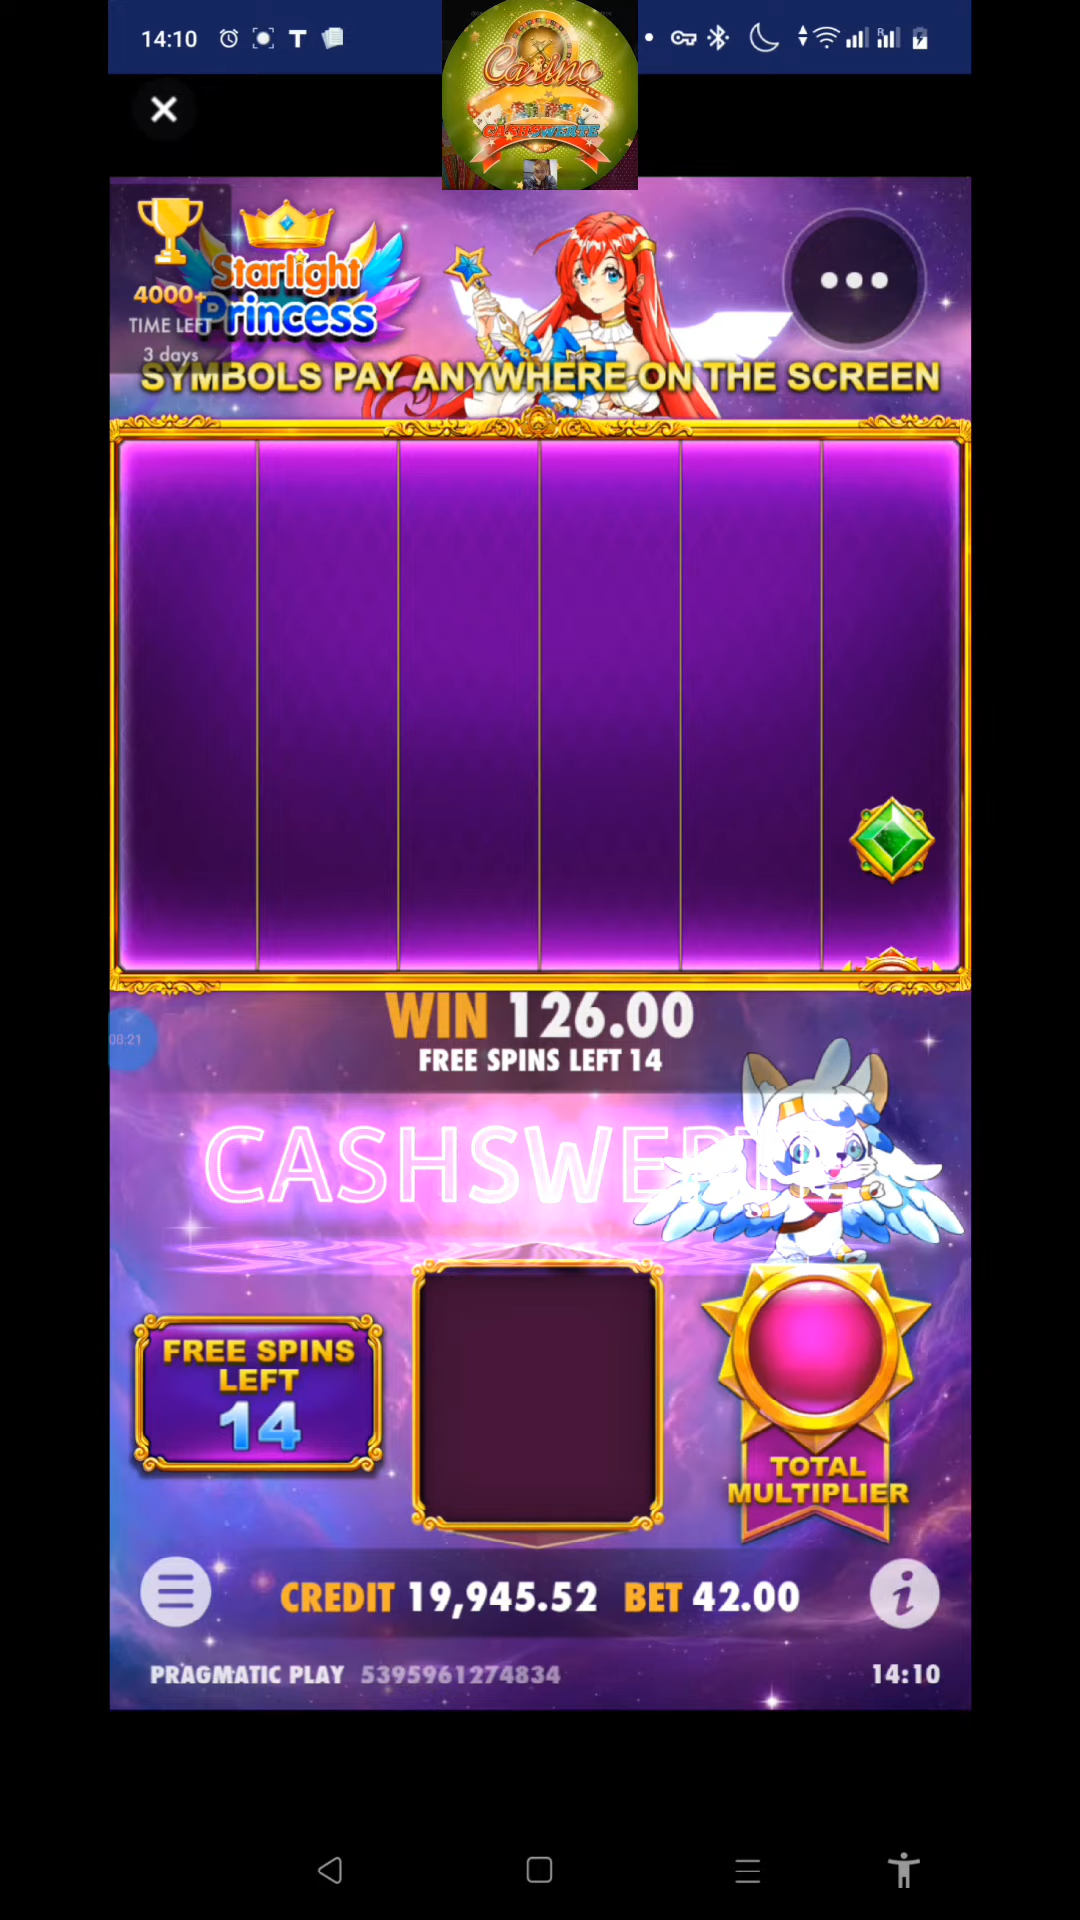 14:10
Casino
CASHSWERTE
4000+
TIME LEFT
3 days
Starlight
Princess
SYMBOLS PAY ANYWHERE ON THE SCREEN
WIN 126.00
FREE SPINS LEFT 14
08:21
CASHSWERTE
FREE SPINS
LEFT
14
TOTAL
MULTIPLIER
CREDIT 19,945.52 BET 42.00
PRAGMATIC PLAY 5395961274834
14:10